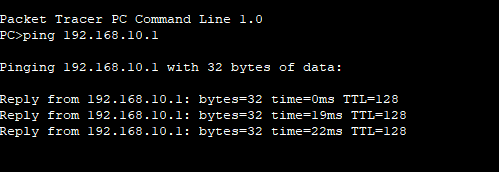 Packet Tracer PC Command Line 1.0
PC>ping 192.168.10.1
Pinging 192.168.10.1 with 32 bytes of data:
Reply from 192.168.10.1: bytes=32 time=0ms TTL=128
Reply from 192.168.10.1: bytes=32 time=19ms TTL=128
Reply from 192.168.10.1: bytes=32 time=22ms TTL=128